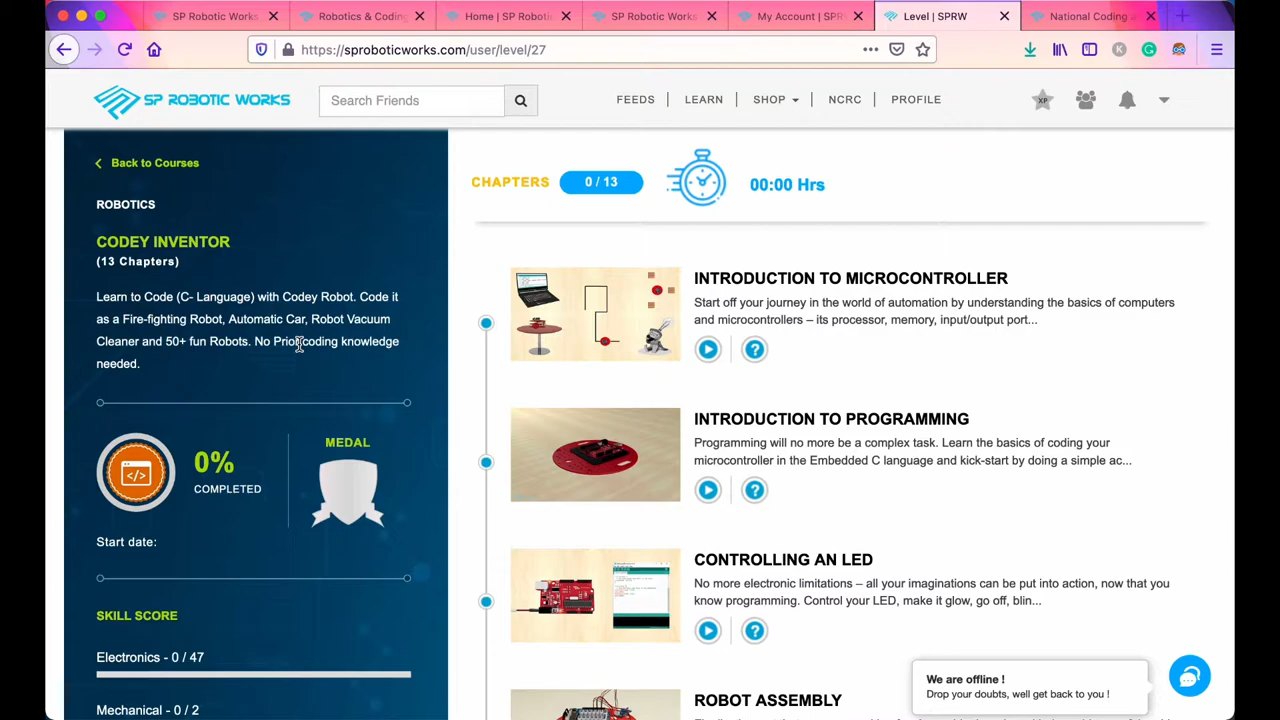 SP Robotic Works
Robotics & Coding
Home | SP Robotic
SP Robotic Works
My Account | SPR
Level | SPRW
National Coding
https://sproboticworks.com/user/level/27
SP ROBOTIC WORKS
Search Friends
FEEDS
LEARN
SHOP
NCRC
PROFILE
XP
Back to Courses
ROBOTICS
CODEY INVENTOR
(13 Chapters)
Learn to Code (C- Language) with Codey Robot. Code it
as a Fire-fighting Robot, Automatic Car, Robot Vacuum
Cleaner and 50+ fun Robots. No Prior coding knowledge
needed.
0%
COMPLETED
MEDAL
Start date:
SKILL SCORE
Electronics - 0 / 47
Mechanical - 0 / 2
CHAPTERS
0 / 13
00:00 Hrs
INTRODUCTION TO MICROCONTROLLER
Start off your journey in the world of automation by understanding the basics of computers
and microcontrollers – its processor, memory, input/output port...
INTRODUCTION TO PROGRAMMING
Programming will no more be a complex task. Learn the basics of coding your
microcontroller in the Embedded C language and kick-start by doing a simple ac...
CONTROLLING AN LED
No more electronic limitations – all your imaginations can be put into action, now that you
know programming. Control your LED, make it glow, go off, blin...
ROBOT ASSEMBLY
We are offline !
Drop your doubts, well get back to you !